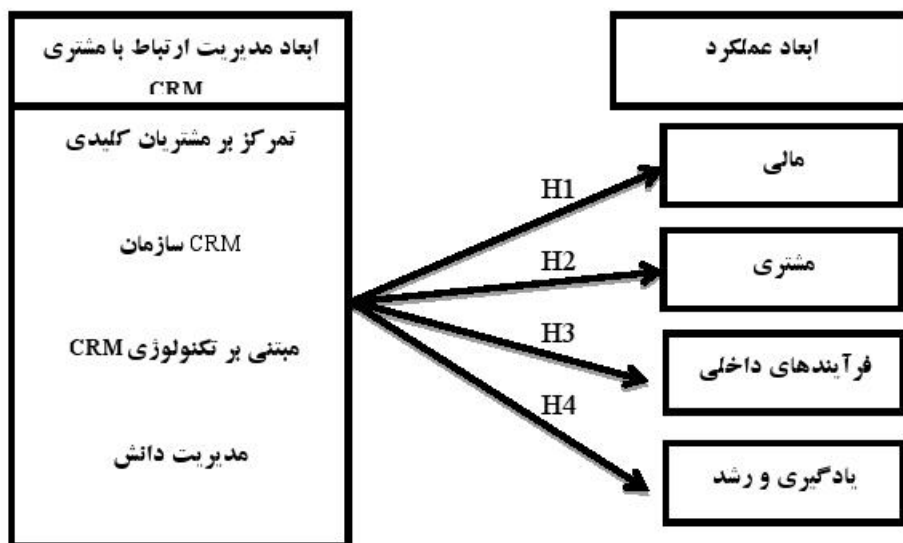 ابعاد مدیریت ارتباط با مشتری
CRM
تمرکز بر مشتریان کلیدی
CRM سازمان
مبتنی بر تکنولوژی CRM
مدیریت دانش
H1
H2
H3
H4
ابعاد عملکرد
مالی
مشتری
فرآیندهای داخلی
یادگیری و رشد